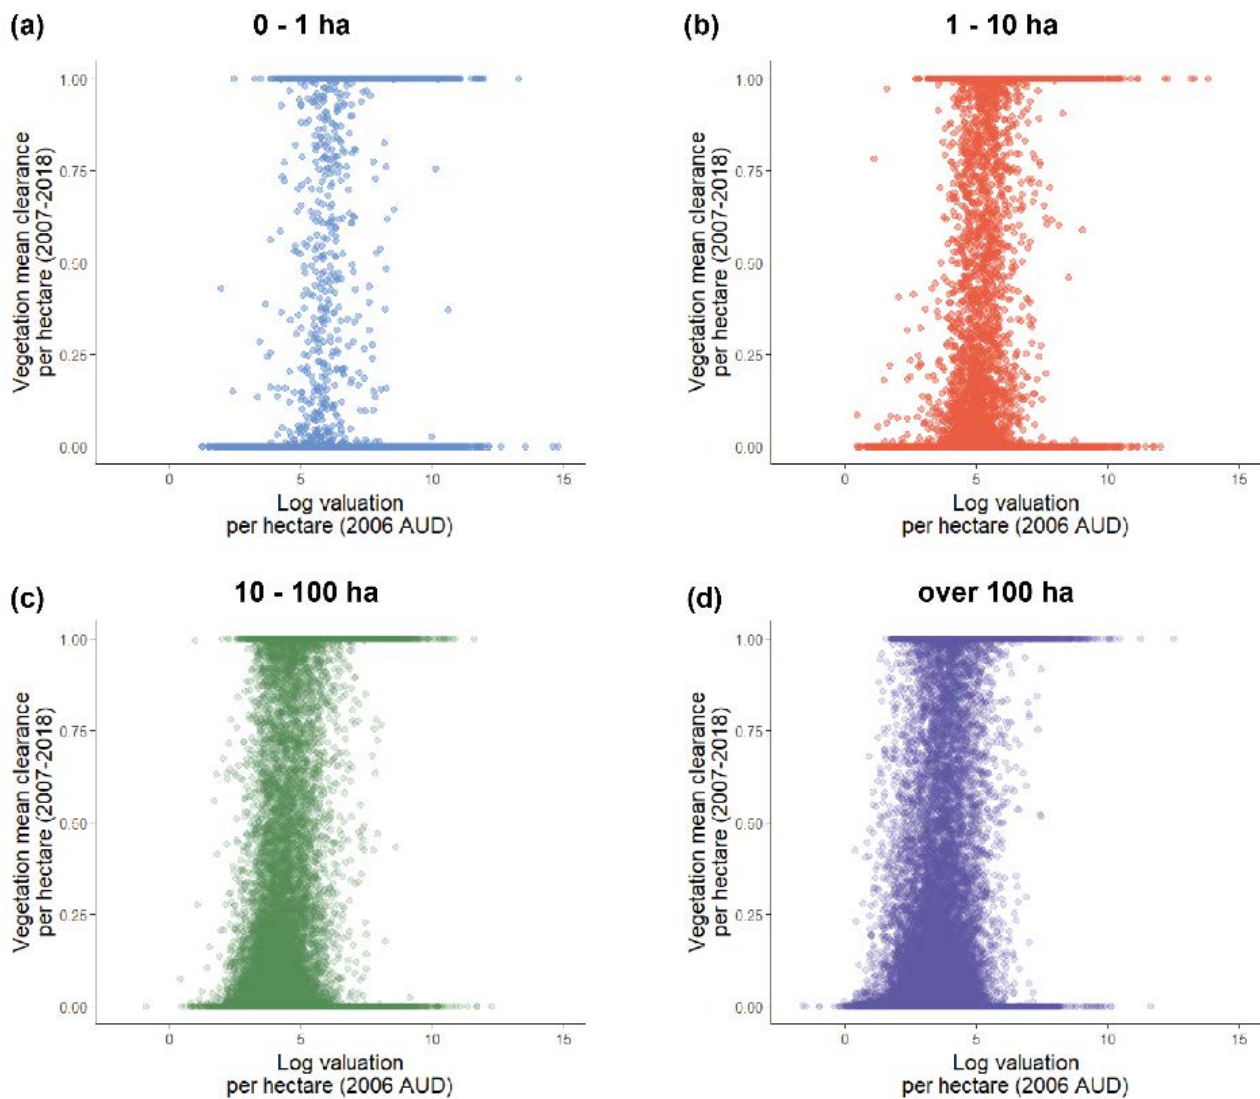 (a)
0 - 1 ha
Vegetation mean clearance
per hectare (2007-2018)
1.00
0.75
0.50
0.25
0.00
0
5
10
15
Log valuation
per hectare (2006 AUD)
(b)
1 - 10 ha
Vegetation mean clearance
per hectare (2007-2018)
1.00
0.75
0.50
0.25
0.00
0
5
10
15
Log valuation
per hectare (2006 AUD)
(c)
10 - 100 ha
Vegetation mean clearance
per hectare (2007-2018)
1.00
0.75
0.50
0.25
0.00
0
5
10
15
Log valuation
per hectare (2006 AUD)
(d)
over 100 ha
Vegetation mean clearance
per hectare (2007-2018)
1.00
0.75
0.50
0.25
0.00
0
5
10
15
Log valuation
per hectare (2006 AUD)